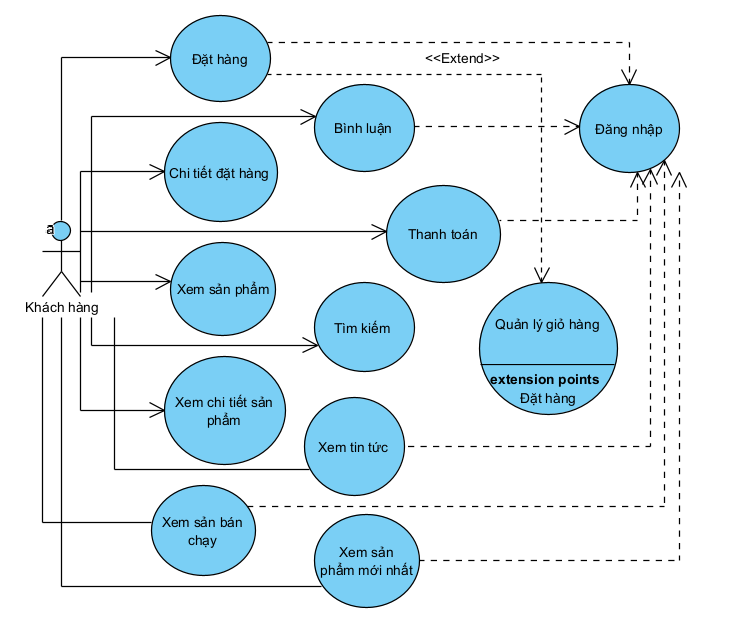 Đặt hàng
<<Extend>>
Bình luận
Đăng nhập
Chi tiết đặt hàng
a
Thanh toán
Xem sản phẩm
Khách hàng
Quản lý giỏ hàng
Tìm kiếm
extension points
Đặt hàng
Xem chi tiết sản
phẩm
Xem tin tức
Xem sản bán
chạy
Xem sản
phẩm mới nhất